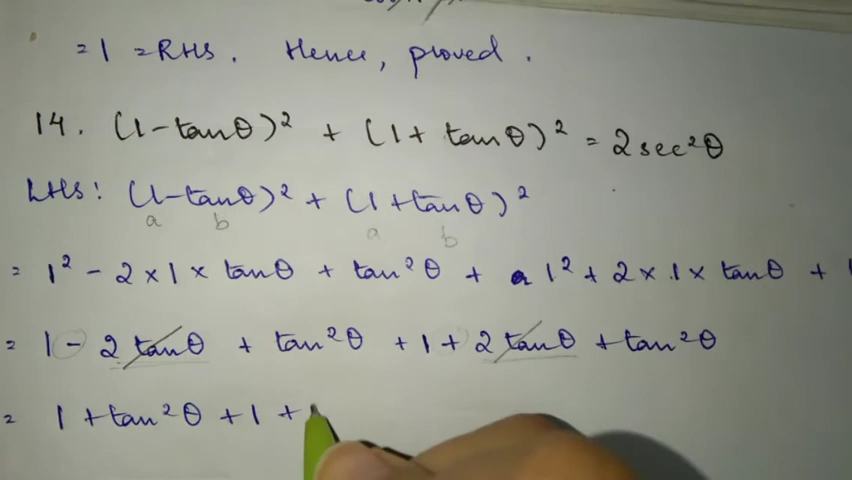 = 1 = RHS. Hence, proved.
14. (1-tanθ)² + (1+ tanθ)² = 2sec²θ
LHS: (1-tanθ)² + (1+tanθ)²
a b a b
= 1² - 2×1× tanθ + tan²θ + 1² + 2×1× tanθ +
= 1 - 2 tanθ + tan²θ + 1 + 2 tanθ + tan²θ
= 1 + tan²θ + 1 +